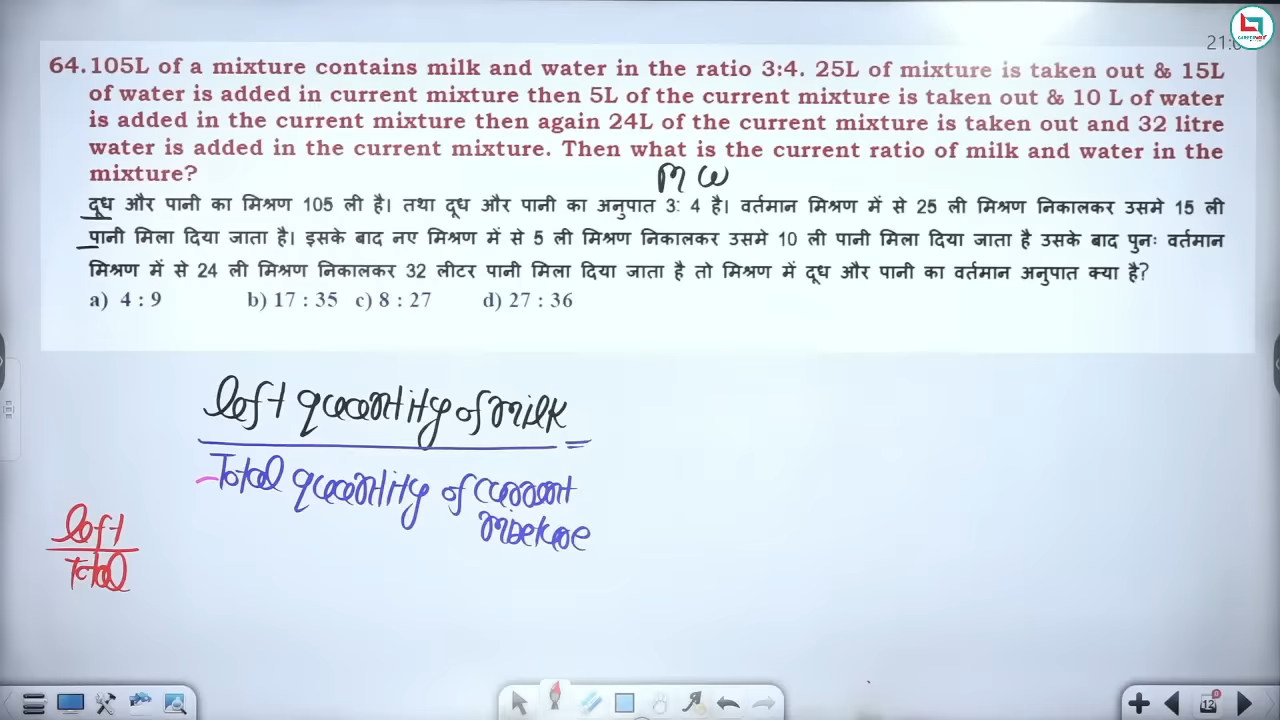 21:0
64. 105L of a mixture contains milk and water in the ratio 3:4. 25L of mixture is taken out & 15L
of water is added in current mixture then 5L of the current mixture is taken out & 10 L of water
is added in the current mixture then again 24L of the current mixture is taken out and 32 litre
water is added in the current mixture. Then what is the current ratio of milk and water in the
mixture?
M W
दूध और पानी का मिश्रण 105 ली है। तथा दूध और पानी का अनुपात 3: 4 है। वर्तमान मिश्रण में से 25 ली मिश्रण निकालकर उसमे 15 ली
पानी मिला दिया जाता है। इसके बाद नए मिश्रण में से 5 ली मिश्रण निकालकर उसमे 10 ली पानी मिला दिया जाता है उसके बाद पुनः वर्तमान
मिश्रण में से 24 ली मिश्रण निकालकर 32 लीटर पानी मिला दिया जाता है तो मिश्रण में दूध और पानी का वर्तमान अनुपात क्या है?
a) 4 : 9 b) 17 : 35 c) 8 : 27 d) 27 : 36
left quantity of milk =
Total quantity of current
mixture
left
Total
12